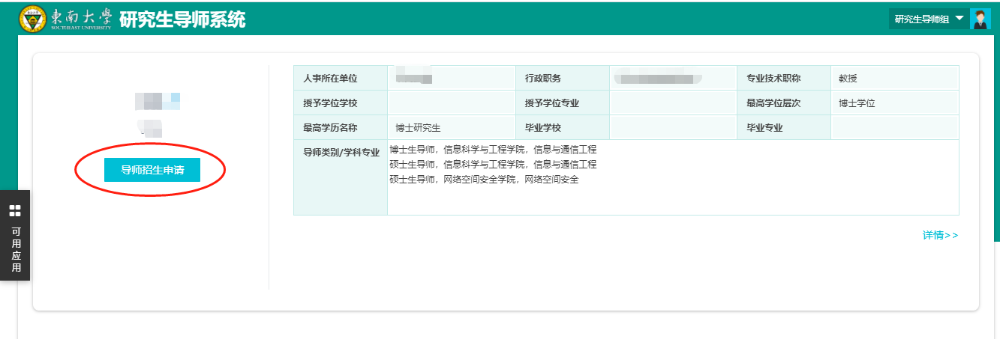 東南大學 研究生导师系统
SOUTHEAST UNIVERSITY
研究生导师组
人事所在单位 行政职务 专业技术职称 教授
授予学位学校 授予学位专业 最高学位层次 博士学位
最高学历名称 博士研究生 毕业学校 毕业专业
导师类别/学科专业 博士生导师，信息科学与工程学院，信息与通信工程
硕士生导师，信息科学与工程学院，信息与通信工程
硕士生导师，网络空间安全学院，网络空间安全
导师招生申请
详情>>
可用应用